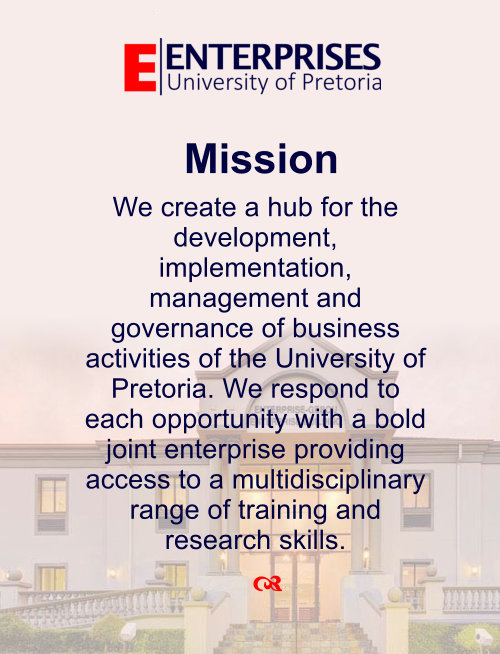 E ENTERPRISES
University of Pretoria
Mission
We create a hub for the
development,
implementation,
management and
governance of business
activities of the University of
Pretoria. We respond to
each opportunity with a bold
joint enterprise providing
access to a multidisciplinary
range of training and
research skills.